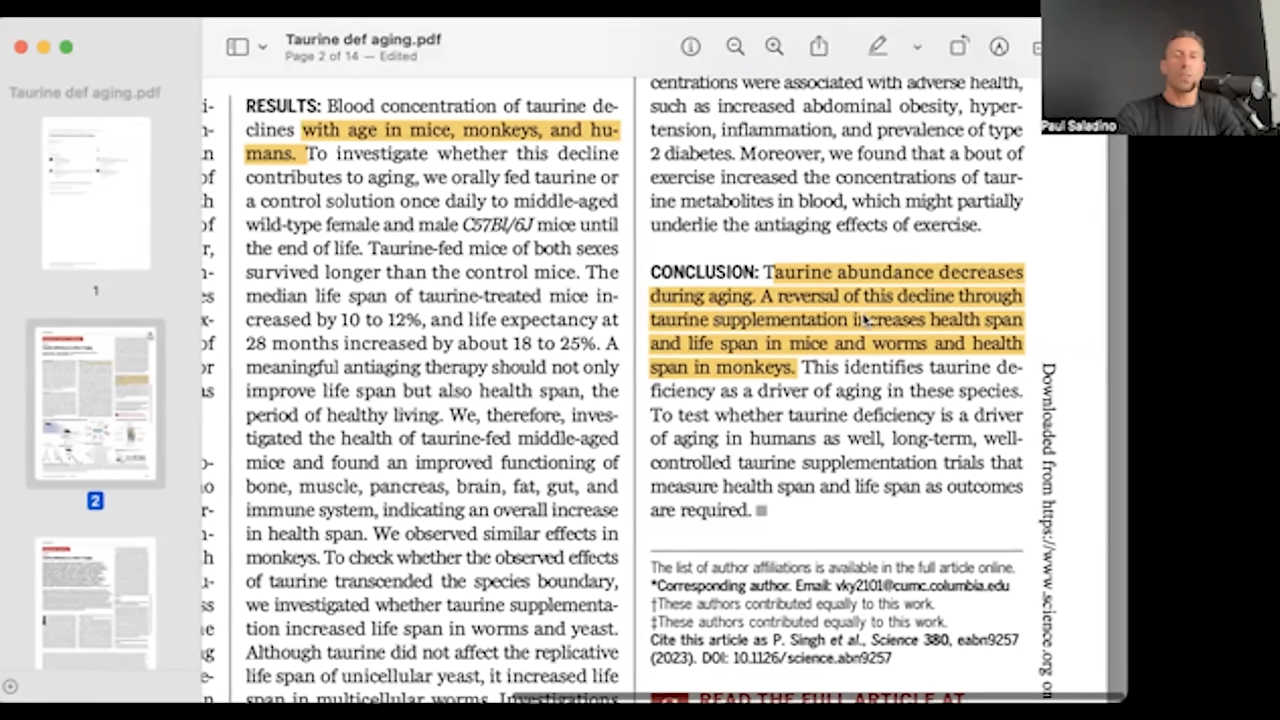 Taurine def aging.pdf
Page 2 of 14 — Edited
Paul Saladino
Taurine def aging.pdf
1
2
RESULTS: Blood concentration of taurine de-
clines with age in mice, monkeys, and hu-
mans. To investigate whether this decline
contributes to aging, we orally fed taurine or
a control solution once daily to middle-aged
wild-type female and male C57Bl/6J mice until
the end of life. Taurine-fed mice of both sexes
survived longer than the control mice. The
median life span of taurine-treated mice in-
creased by 10 to 12%, and life expectancy at
28 months increased by about 18 to 25%. A
meaningful antiaging therapy should not only
improve life span but also health span, the
period of healthy living. We, therefore, inves-
tigated the health of taurine-fed middle-aged
mice and found an improved functioning of
bone, muscle, pancreas, brain, fat, gut, and
immune system, indicating an overall increase
in health span. We observed similar effects in
monkeys. To check whether the observed effects
of taurine transcended the species boundary,
we investigated whether taurine supplementa-
tion increased life span in worms and yeast.
Although taurine did not affect the replicative
life span of unicellular yeast, it increased life
span in multicellular worms. Investigations
centrations were associated with adverse health,
such as increased abdominal obesity, hyper-
tension, inflammation, and prevalence of type
2 diabetes. Moreover, we found that a bout of
exercise increased the concentrations of taur-
ine metabolites in blood, which might partially
underlie the antiaging effects of exercise.
CONCLUSION: Taurine abundance decreases
during aging. A reversal of this decline through
taurine supplementation increases health span
and life span in mice and worms and health
span in monkeys. This identifies taurine de-
ficiency as a driver of aging in these species.
To test whether taurine deficiency is a driver
of aging in humans as well, long-term, well-
controlled taurine supplementation trials that
measure health span and life span as outcomes
are required.
The list of author affiliations is available in the full article online.
*Corresponding author. Email: vky2101@cumc.columbia.edu
†These authors contributed equally to this work.
‡These authors contributed equally to this work.
Cite this article as P. Singh et al., Science 380, eabn9257
(2023). DOI: 10.1126/science.abn9257
READ THE FULL ARTICLE AT
Downloaded from https://www.science.org on